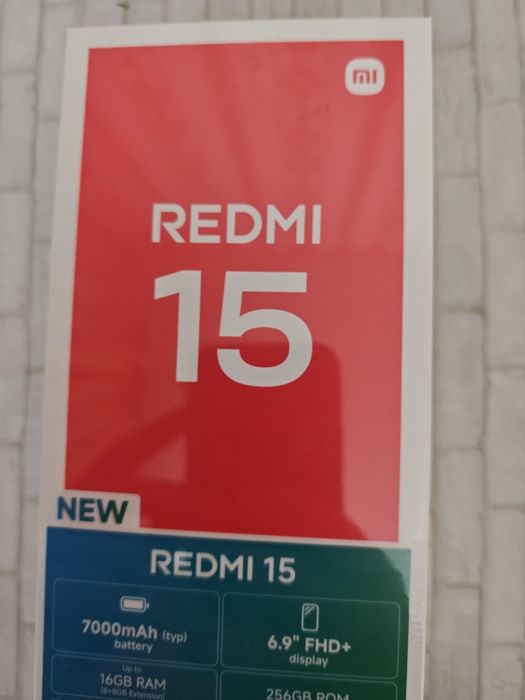 mi
REDMI
15
NEW
REDMI 15
7000mAh (typ)
battery
6.9" FHD+
display
Up to
16GB RAM
(8+8GB Extension)
256GB ROM